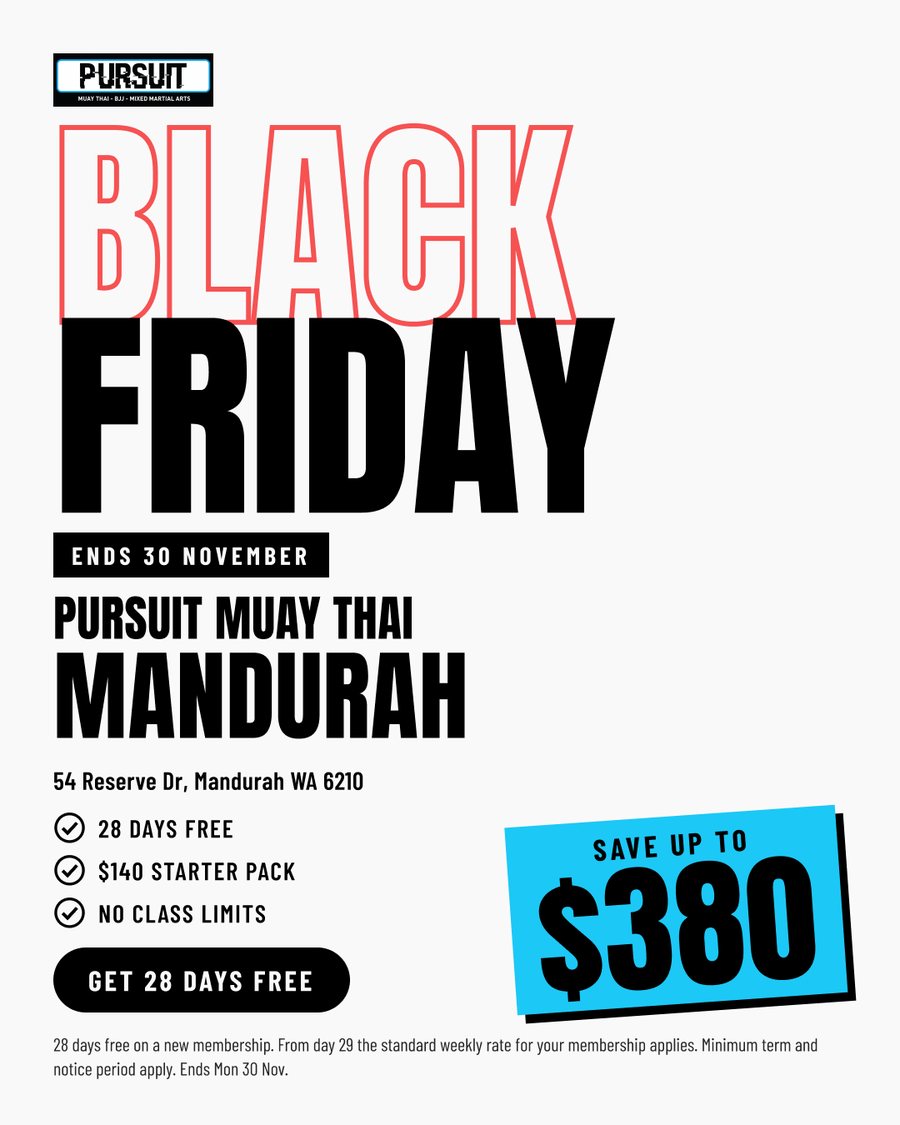 PURSUIT
MUAY THAI - BJJ - MIXED MARTIAL ARTS
BLACK
FRIDAY
ENDS 30 NOVEMBER
PURSUIT MUAY THAI
MANDURAH
54 Reserve Dr, Mandurah WA 6210
28 DAYS FREE
$140 STARTER PACK
NO CLASS LIMITS
GET 28 DAYS FREE
SAVE UP TO
$380
28 days free on a new membership. From day 29 the standard weekly rate for your membership applies. Minimum term and
notice period apply. Ends Mon 30 Nov.